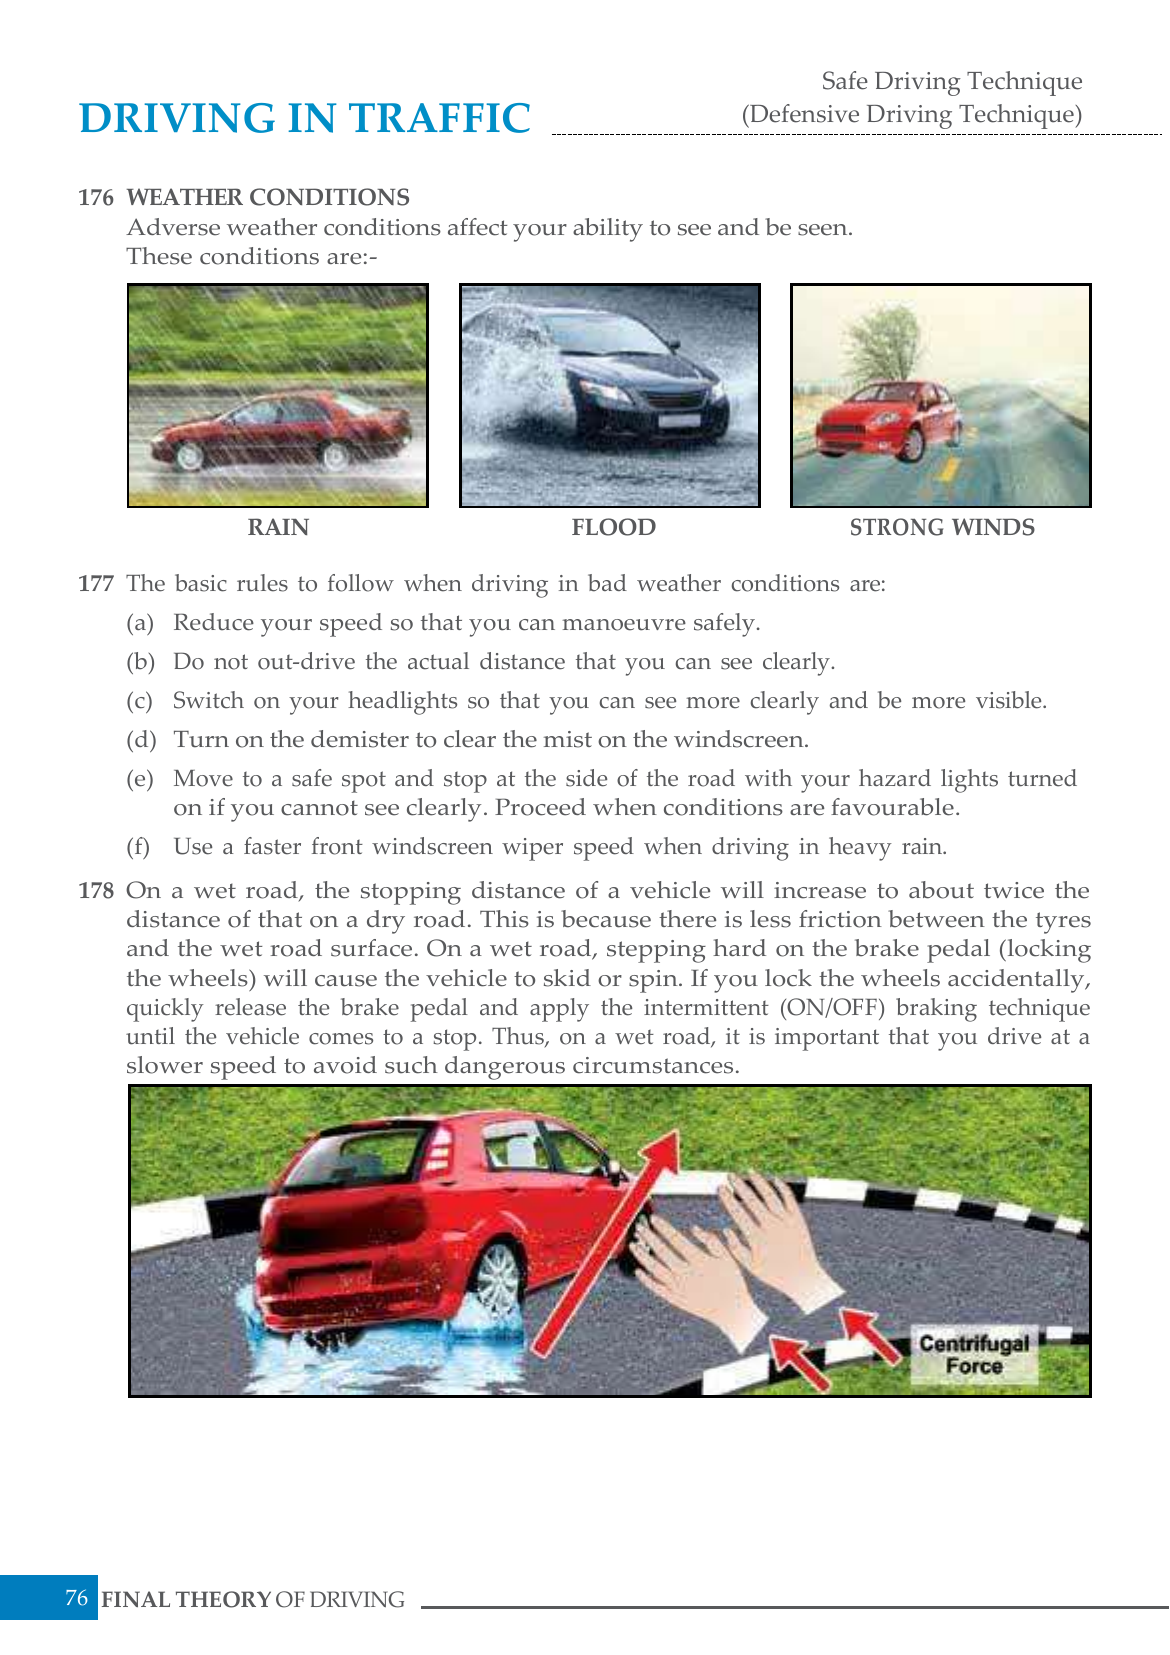 Safe Driving Technique
DRIVING IN TRAFFIC
(Defensive Driving Technique)
176 WEATHER CONDITIONS
Adverse weather conditions affect your ability to see and be seen.
These conditions are:-
RAIN
FLOOD
STRONG WINDS
177 The basic rules to follow when driving in bad weather conditions are:
(a) Reduce your speed so that you can manoeuvre safely.
(b) Do not out-drive the actual distance that you can see clearly.
(c) Switch on your headlights so that you can see more clearly and be more visible.
(d) Turn on the demister to clear the mist on the windscreen.
(e) Move to a safe spot and stop at the side of the road with your hazard lights turned
on if you cannot see clearly. Proceed when conditions are favourable.
(f) Use a faster front windscreen wiper speed when driving in heavy rain.
178 On a wet road, the stopping distance of a vehicle will increase to about twice the
distance of that on a dry road. This is because there is less friction between the tyres
and the wet road surface. On a wet road, stepping hard on the brake pedal (locking
the wheels) will cause the vehicle to skid or spin. If you lock the wheels accidentally,
quickly release the brake pedal and apply the intermittent (ON/OFF) braking technique
until the vehicle comes to a stop. Thus, on a wet road, it is important that you drive at a
slower speed to avoid such dangerous circumstances.
Centrifugal
Force
76 FINAL THEORY OF DRIVING